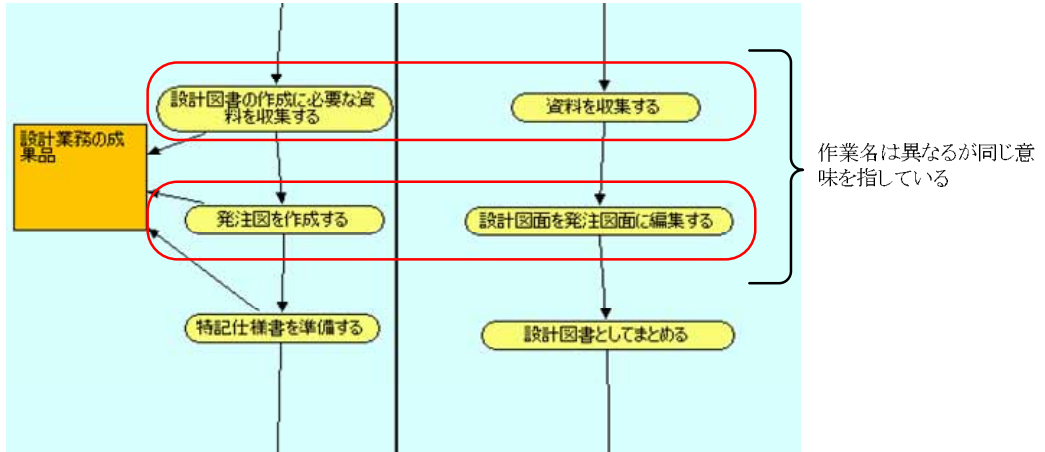 設計図書の作成に必要な資
料を収集する
資料を収集する
設計業務の成
果品
作業名は異なるが同じ意
味を指している
発注図を作成する
設計図面を発注図面に編集する
特記仕様書を準備する
設計図書としてまとめる